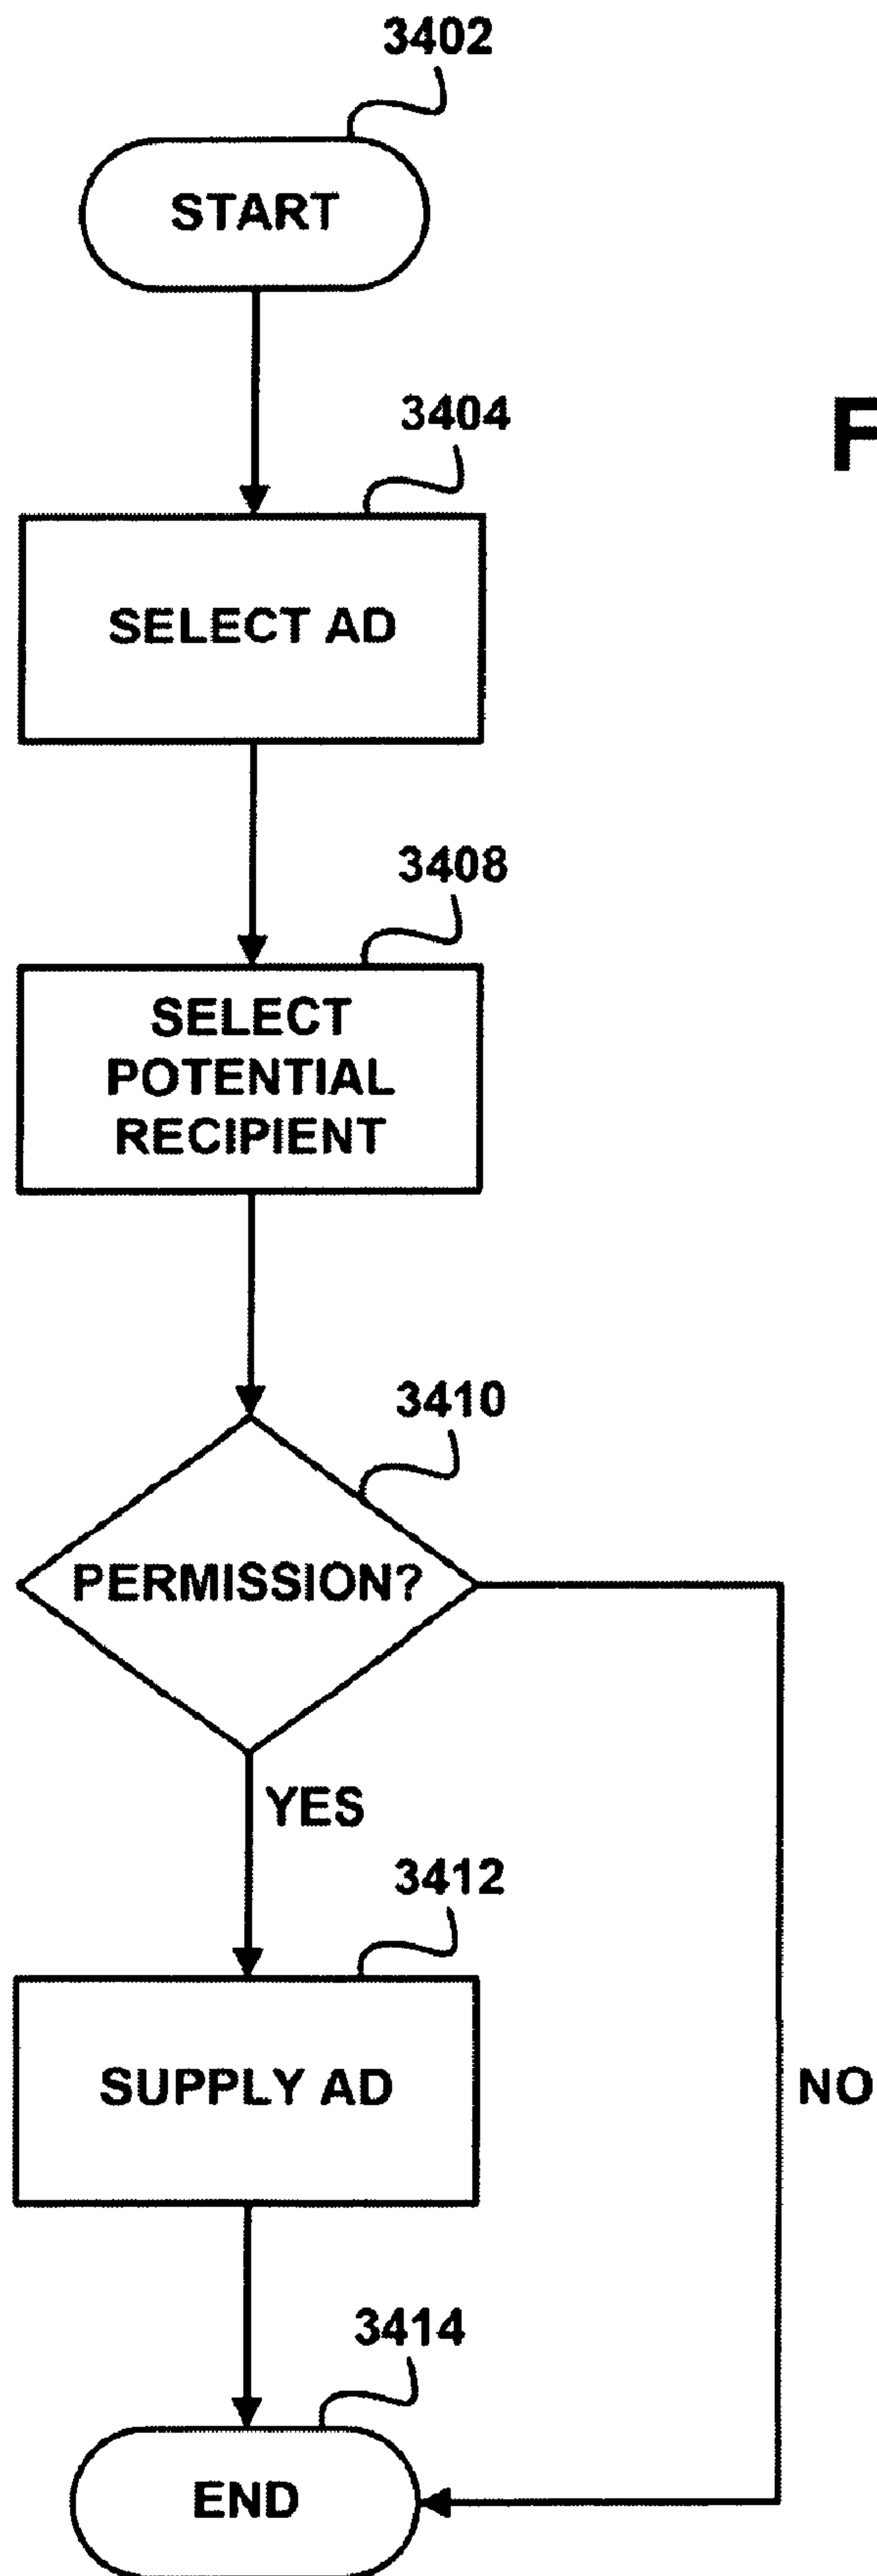 3402
START
3404
F
SELECT AD
3408
SELECT
POTENTIAL
RECIPIENT
3410
PERMISSION?
YES
3412
SUPPLY AD
NO
3414
END